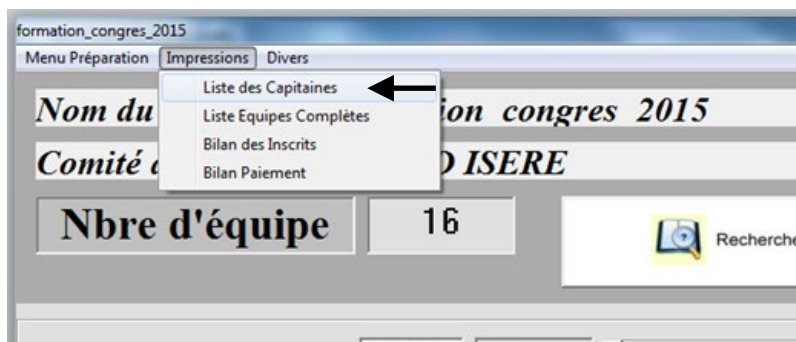 formation_congres_2015
Menu Préparation Impressions Divers
Liste des Capitaines
Liste Equipes Complètes
Bilan des Inscrits
Bilan Paiement
Nom du ion congres 2015
Comité ISERE
Nbre d'équipe 16
Recherche